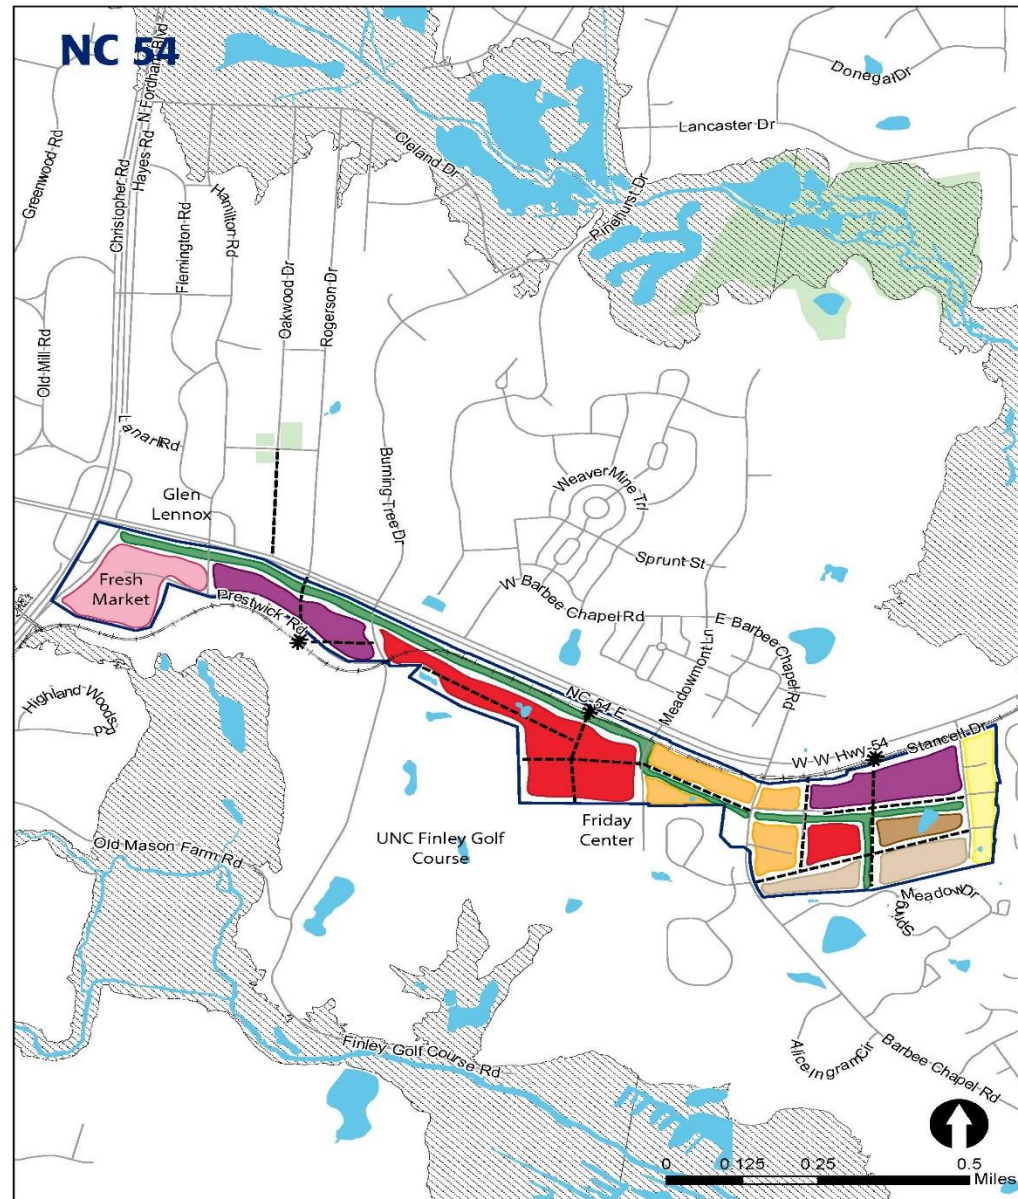 NC 54
N Fordham Blvd
Hayes Rd
Christopher Rd
Greenwood Rd
Donegal Dr
Lancaster Dr
Cleland Dr
Pinehurst Dr
Hamilton Rd
Flemington Rd
Oakwood Dr
Rogerson Dr
Old Mill Rd
Lanark Rd
Burning Tree Dr
Weaver Mine Trl
Sprunt St
W Barbee Chapel Rd
E Barbee Chapel Rd
Meadowmont Ln
Glen
Lennox
Fresh
Market
Prestwick Rd
NC 54 E
W W Hwy 54
Stancell Dr
Highland Woods
Rd
UNC Finley Golf
Course
Friday
Center
Old Mason Farm Rd
Spring
Meadow Dr
Finley Golf Course Rd
Alice Ingram Cir
Barbee Chapel Rd
0 0.125 0.25 0.5
Miles